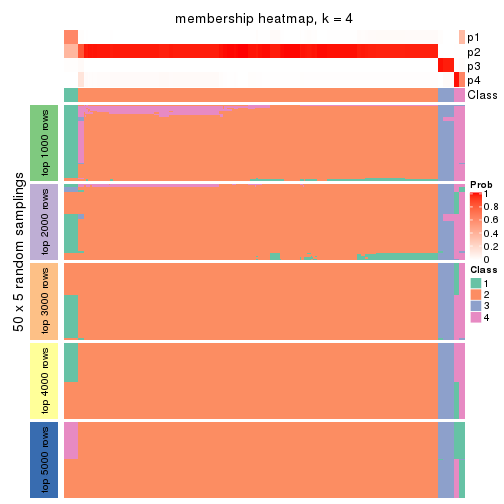 membership heatmap, k = 4
p1
p2
p3
p4
Class
50 x 5 random samplings
top 1000 rows
top 2000 rows
top 3000 rows
top 4000 rows
top 5000 rows
Prob
1
0.8
0.6
0.4
0.2
0
Class
1
2
3
4